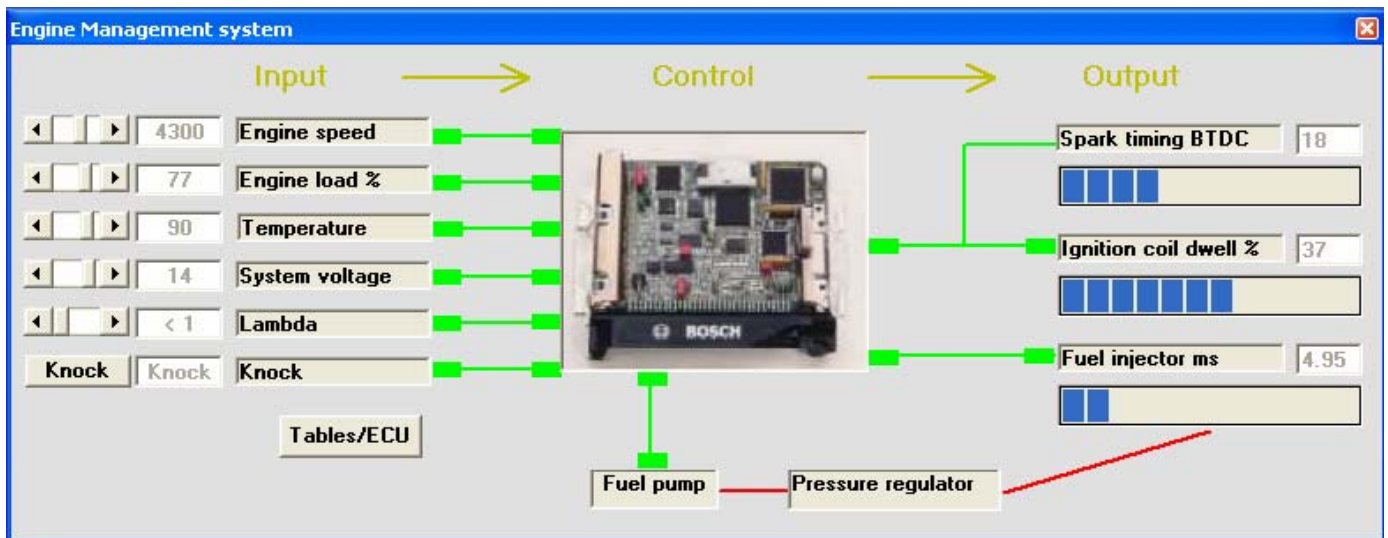 Engine Management system
Input Control Output
4300 Engine speed
77 Engine load %
90 Temperature
14 System voltage
< 1 Lambda
Knock Knock Knock
Tables/ECU
BOSCH
Spark timing BTDC 18
Ignition coil dwell % 37
Fuel injector ms 4.95
Fuel pump Pressure regulator